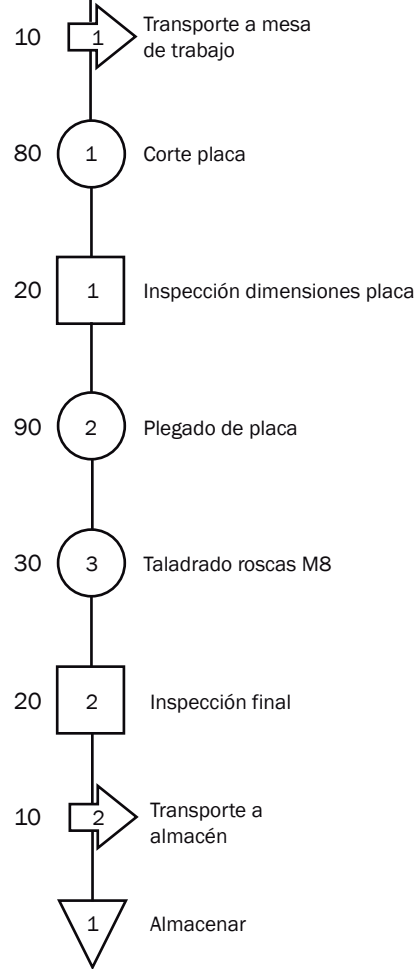 10 1 Transporte a mesa
de trabajo
80 1 Corte placa
20 1 Inspección dimensiones placa
90 2 Plegado de placa
30 3 Taladrado roscas M8
20 2 Inspección final
10 2 Transporte a
almacén
1 Almacenar